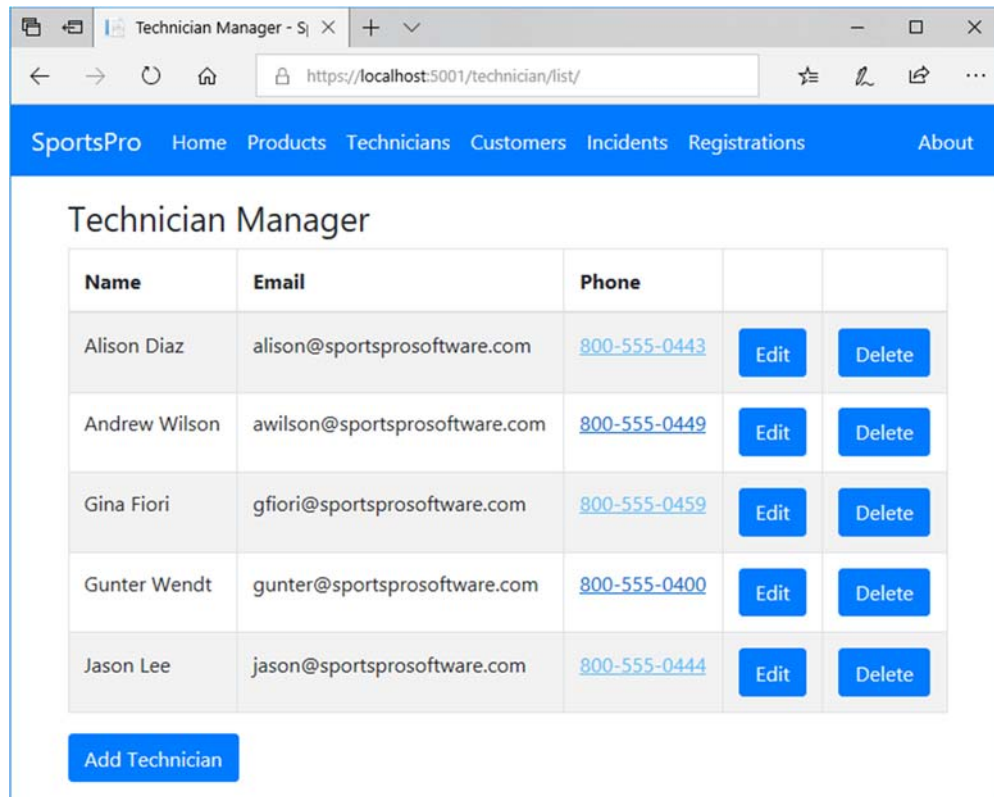 Technician Manager - S
https://localhost:5001/technician/list/
SportsPro Home Products Technicians Customers Incidents Registrations About
Technician Manager
Name Email Phone
Alison Diaz alison@sportsprosoftware.com 800-555-0443 Edit Delete
Andrew Wilson awilson@sportsprosoftware.com 800-555-0449 Edit Delete
Gina Fiori gfiori@sportsprosoftware.com 800-555-0459 Edit Delete
Gunter Wendt gunter@sportsprosoftware.com 800-555-0400 Edit Delete
Jason Lee jason@sportsprosoftware.com 800-555-0444 Edit Delete
Add Technician